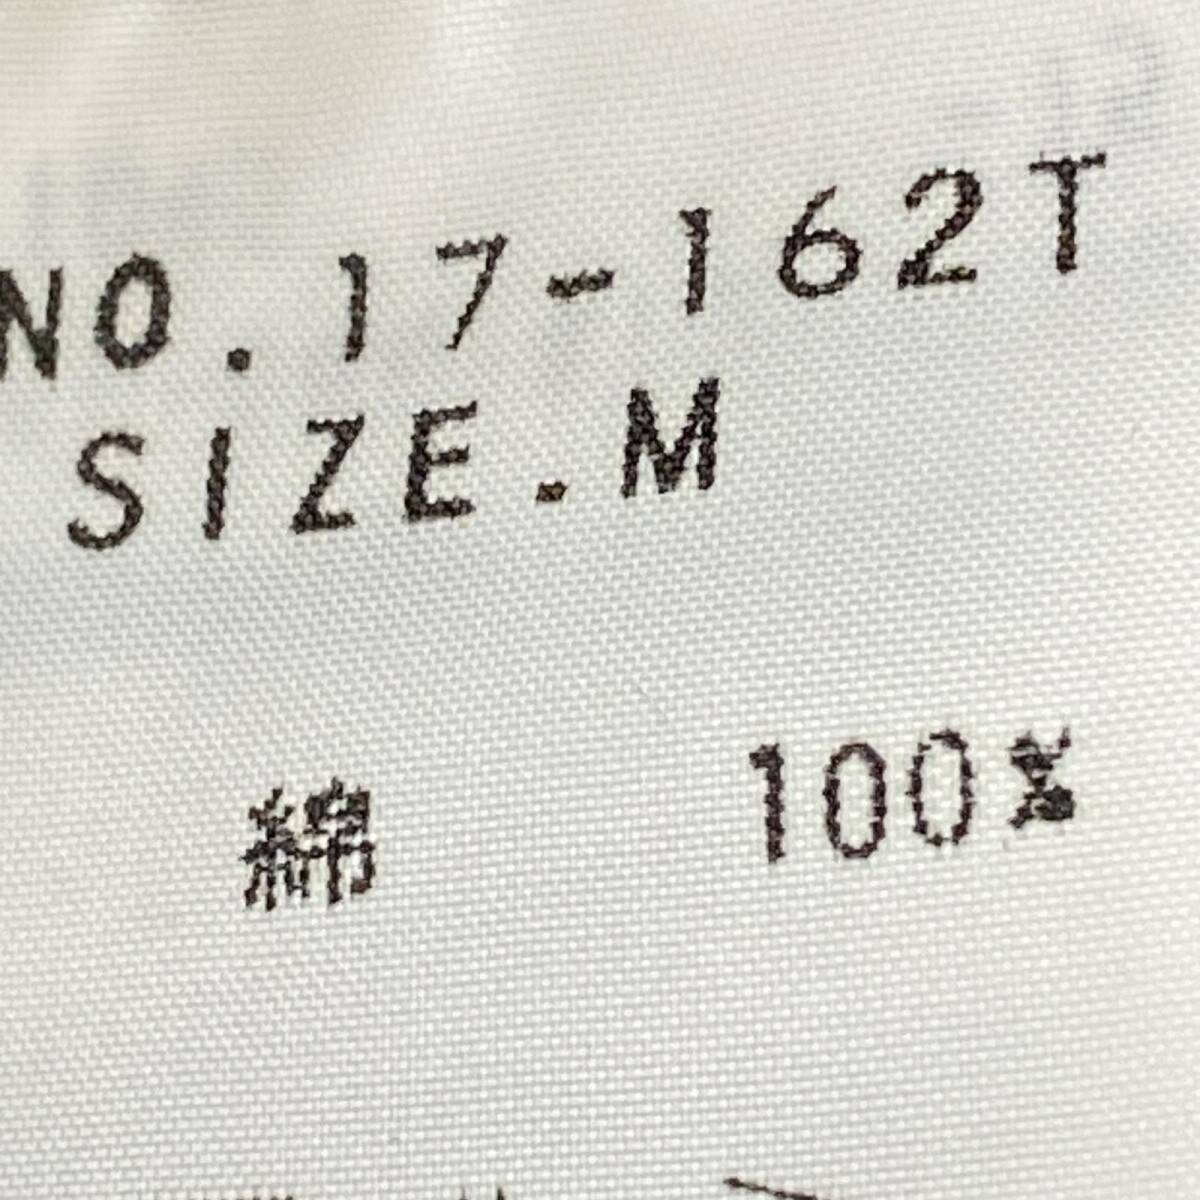 NO.17-162T
SIZE.M
綿 100%